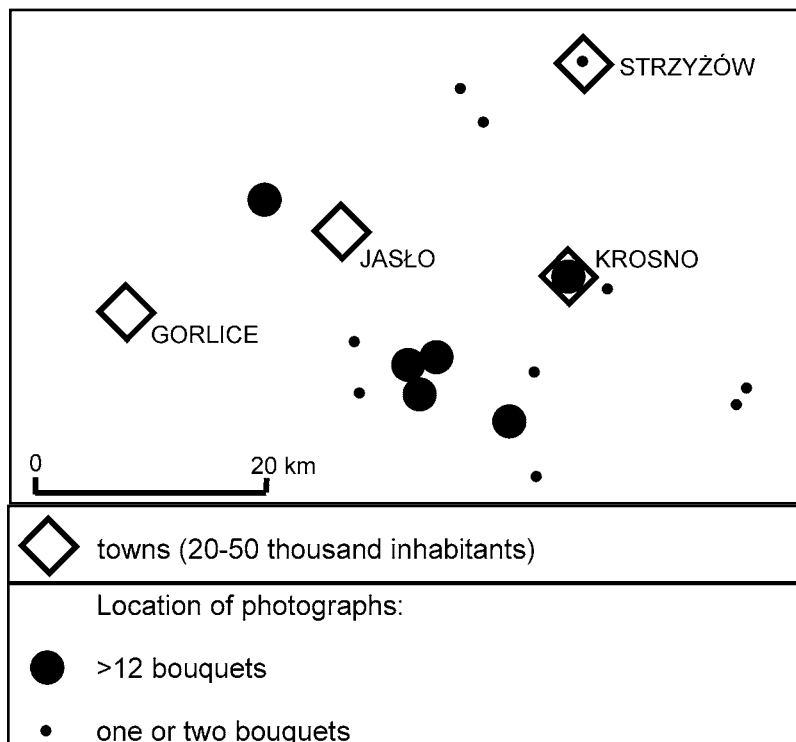 STRZYŻÓW
JASŁO
KROSNO
GORLICE
0 20 km
towns (20-50 thousand inhabitants)
Location of photographs:
>12 bouquets
one or two bouquets